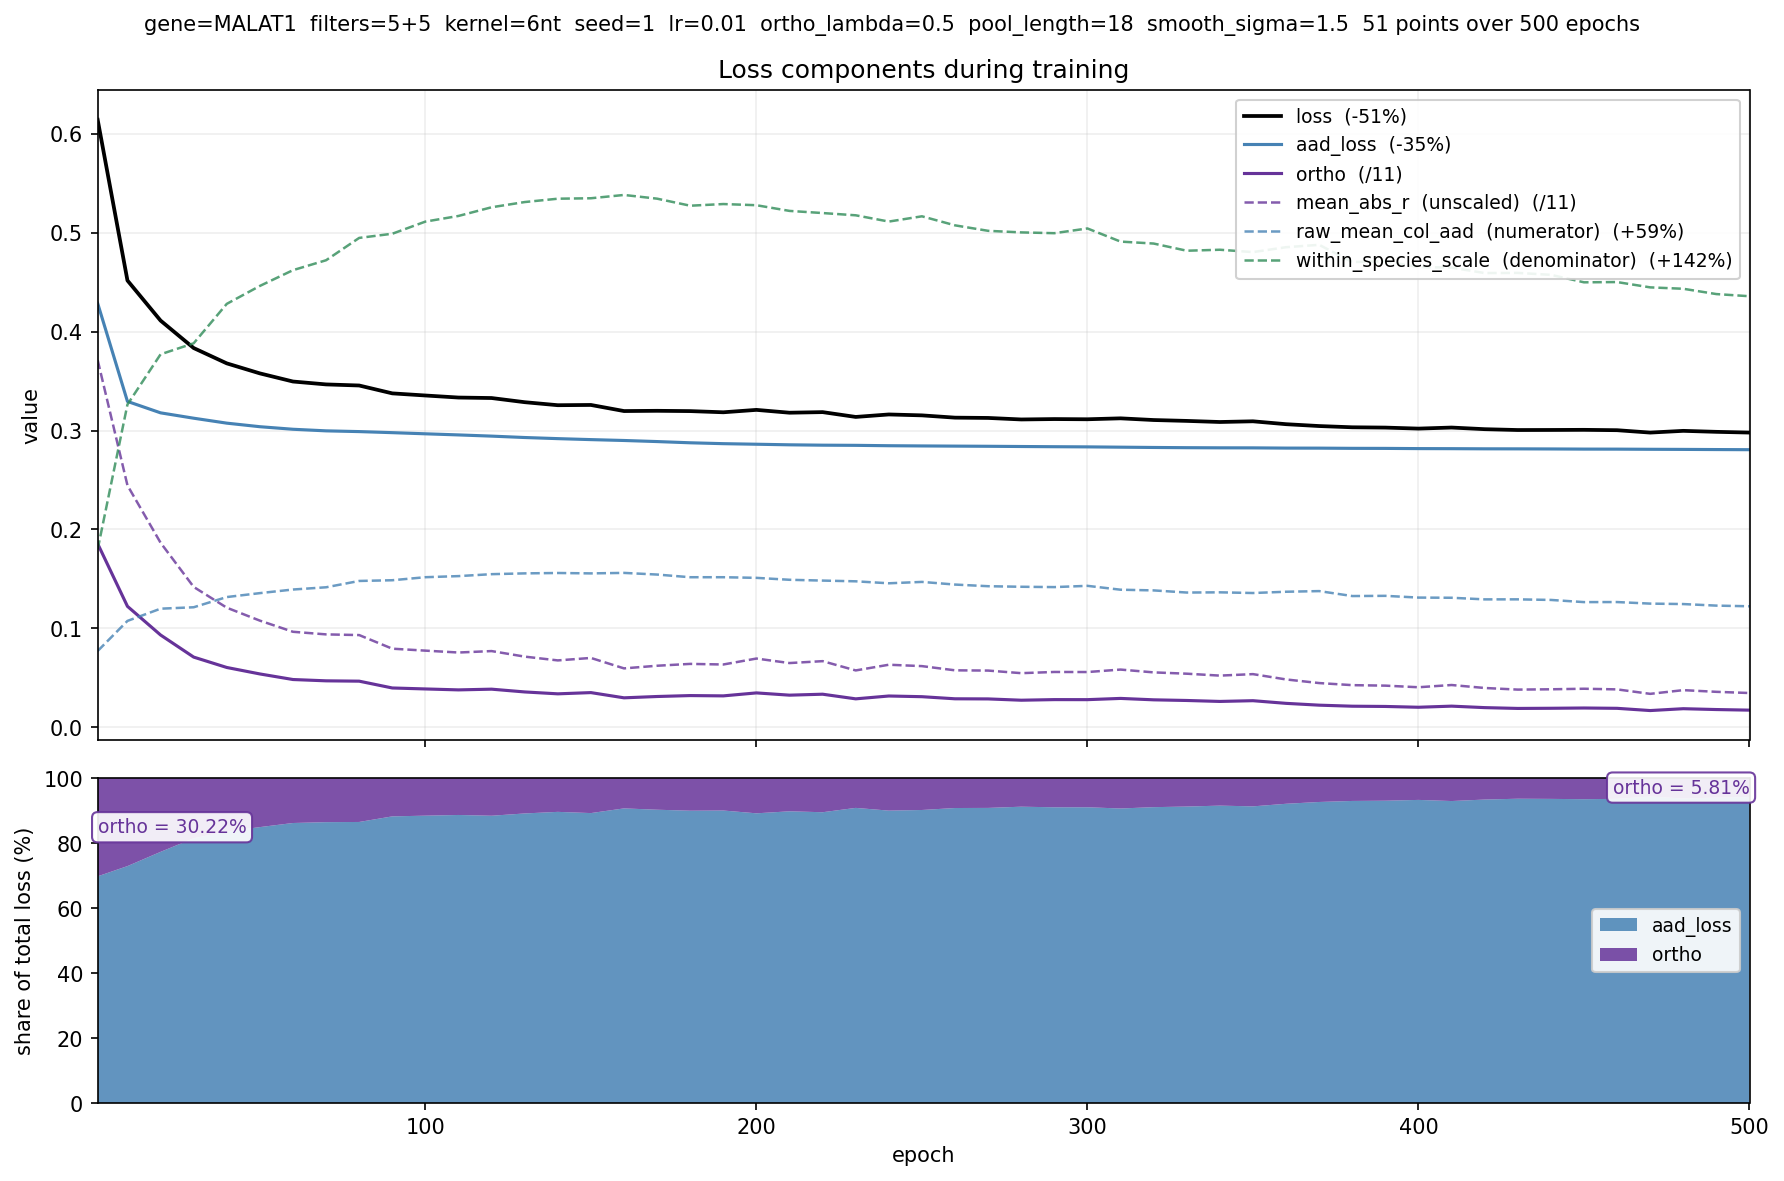 gene=MALAT1  filters=5+5  kernel=6nt  seed=1  lr=0.01  ortho_lambda=0.5  pool_length=18  smooth_sigma=1.5  51 points over 500 epochs
Loss components during training
loss  (-51%)
aad_loss  (-35%)
ortho  (/11)
mean_abs_r  (unscaled)  (/11)
raw_mean_col_aad  (numerator)  (+59%)
within_species_scale  (denominator)  (+142%)
value
0.6
0.5
0.4
0.3
0.2
0.1
0.0
share of total loss (%)
100
80
60
40
20
0
ortho = 30.22%
ortho = 5.81%
aad_loss
ortho
100
200
300
400
500
epoch